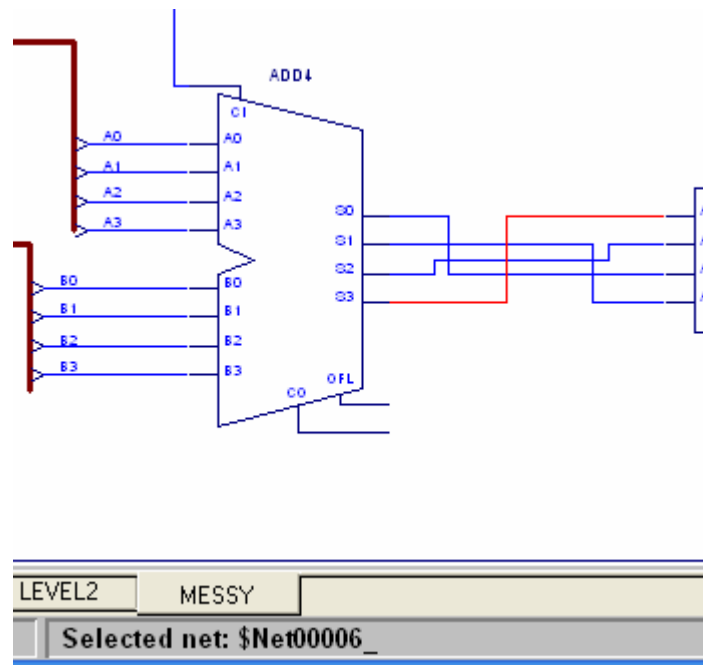 ADD4
CI
A0 A0
A1 A1
A2 A2
A3 A3
S0 A
S1 A
S2 A
S3 A
B0 B0
B1 B1
B2 B2
B3 B3
CO OFL
LEVEL2 MESSY
Selected net: $Net00006_